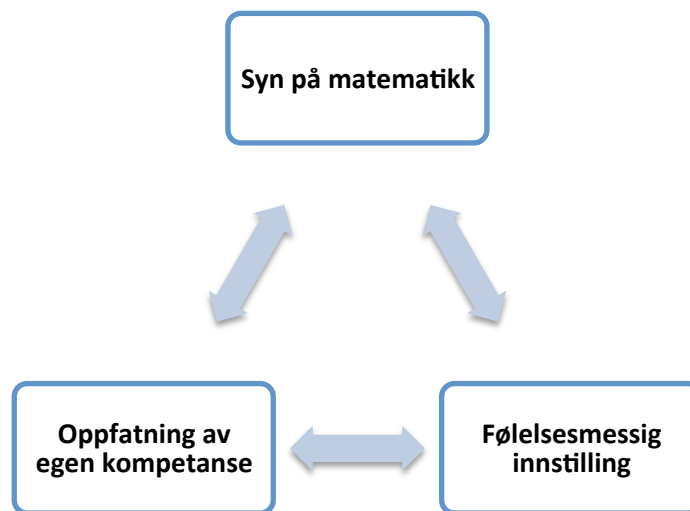 Syn på matematikk
Oppfatning av
egen kompetanse
Følelsesmessig
innstilling